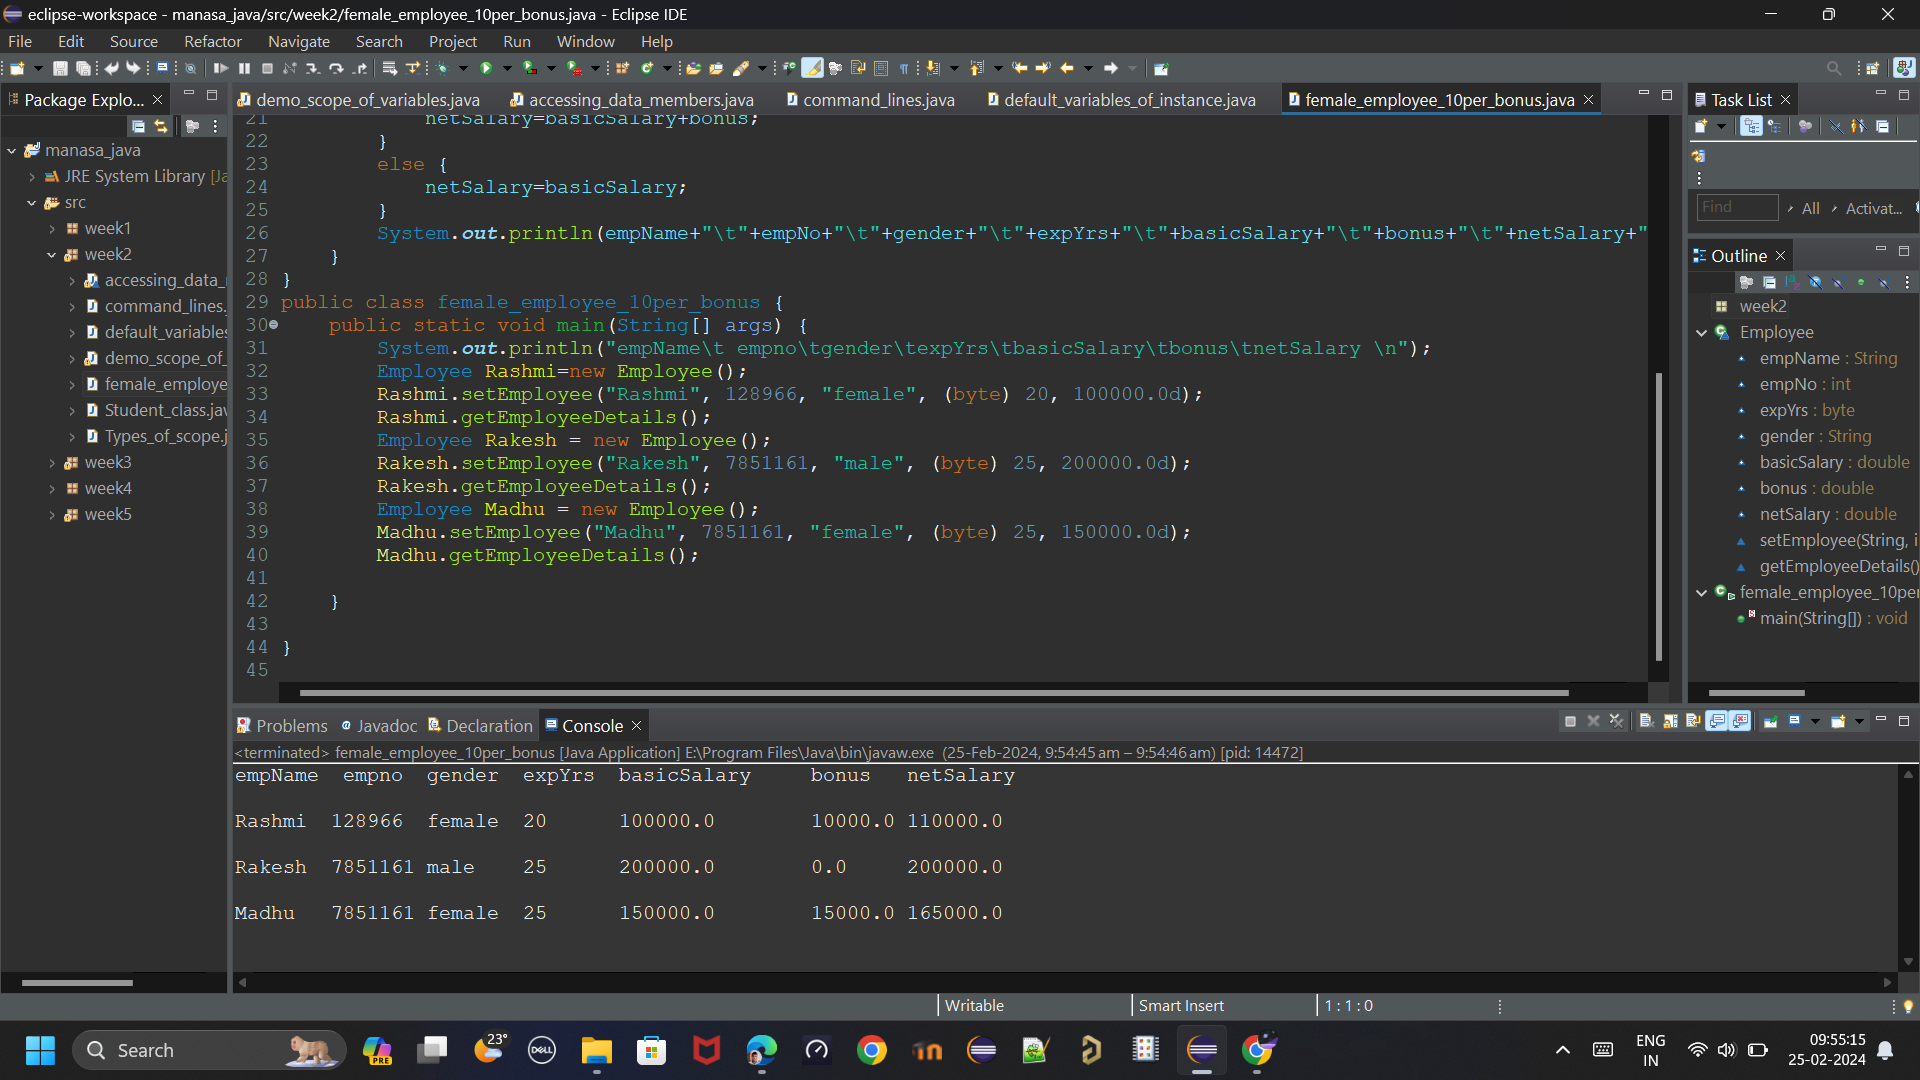 eclipse-workspace - manasa_java/src/week2/female_employee_10per_bonus.java - Eclipse IDE
File Edit Source Refactor Navigate Search Project Run Window Help
Package Explo...
demo_scope_of_variables.java accessing_data_members.java command_lines.java default_variables_of_instance.java female_employee_10per_bonus.java
Task List
manasa_java
JRE System Library [Ja
src
week1
week2
accessing_data_
command_lines.
default_variables
demo_scope_of_
female_employe
Student_class.jav
Types_of_scope.j
week3
week4
week5
21 netSalary=basicSalary+bonus;
22 }
23 else {
24 netSalary=basicSalary;
25 }
26 System.out.println(empName+"\t"+empNo+"\t"+gender+"\t"+expYrs+"\t"+basicSalary+"\t"+bonus+"\t"+netSalary+"
27 }
28 }
29 public class female_employee_10per_bonus {
30 public static void main(String[] args) {
31 System.out.println("empName\t empno\tgender\texpYrs\tbasicSalary\tbonus\tnetSalary \n");
32 Employee Rashmi=new Employee();
33 Rashmi.setEmployee("Rashmi", 128966, "female", (byte) 20, 100000.0d);
34 Rashmi.getEmployeeDetails();
35 Employee Rakesh = new Employee();
36 Rakesh.setEmployee("Rakesh", 7851161, "male", (byte) 25, 200000.0d);
37 Rakesh.getEmployeeDetails();
38 Employee Madhu = new Employee();
39 Madhu.setEmployee("Madhu", 7851161, "female", (byte) 25, 150000.0d);
40 Madhu.getEmployeeDetails();
41
42 }
43
44 }
45
Find All Activat...
Outline
week2
Employee
empName : String
empNo : int
expYrs : byte
gender : String
basicSalary : double
bonus : double
netSalary : double
setEmployee(String, i
getEmployeeDetails()
female_employee_10per
main(String[]) : void
Problems Javadoc Declaration Console
<terminated> female_employee_10per_bonus [Java Application] E:\Program Files\Java\bin\javaw.exe (25-Feb-2024, 9:54:45 am – 9:54:46 am) [pid: 14472]
empName empno gender expYrs basicSalary bonus netSalary
Rashmi 128966 female 20 100000.0 10000.0 110000.0
Rakesh 7851161 male 25 200000.0 0.0 200000.0
Madhu 7851161 female 25 150000.0 15000.0 165000.0
Writable Smart Insert 1 : 1 : 0
Search
PRE
23°
DELL
ENG
IN
09:55:15
25-02-2024